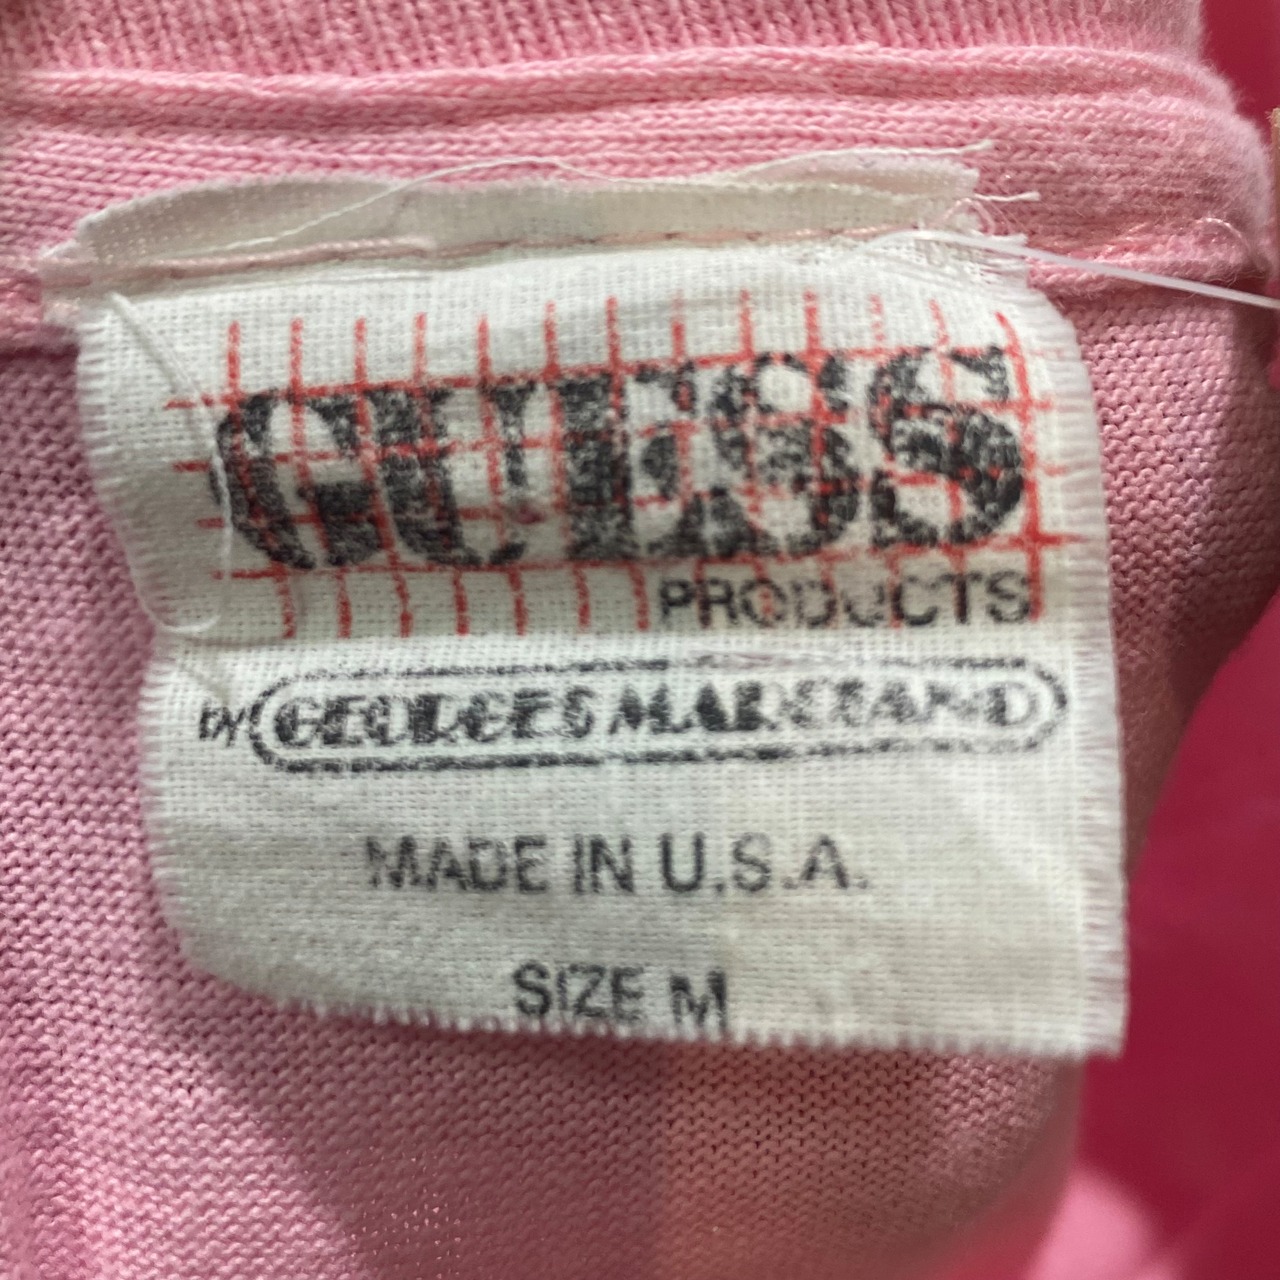 GUESS
PRODUCTS
by GEORGES MARCIANO
MADE IN U.S.A.
SIZE M